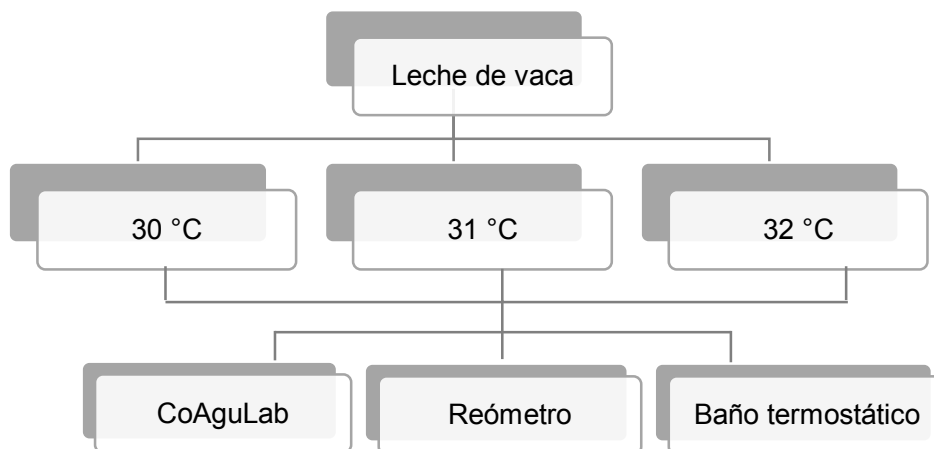 Leche de vaca
30 °C
31 °C
32 °C
CoAguLab
Reómetro
Baño termostático